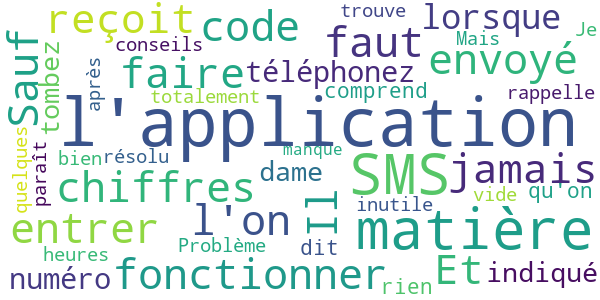 reçoit code trouve lorsque
conseils faut Mais Je
Sauf tombez après faire téléphonez envoyé
totalement comprend rappelle
l'application
quelques paraît bien résolu manque
dame SMS jamais
chiffres vide qu'on
entrer l'on Il inutile matière
Problème dit
heures Et indiqué
numéro fonctionner rien